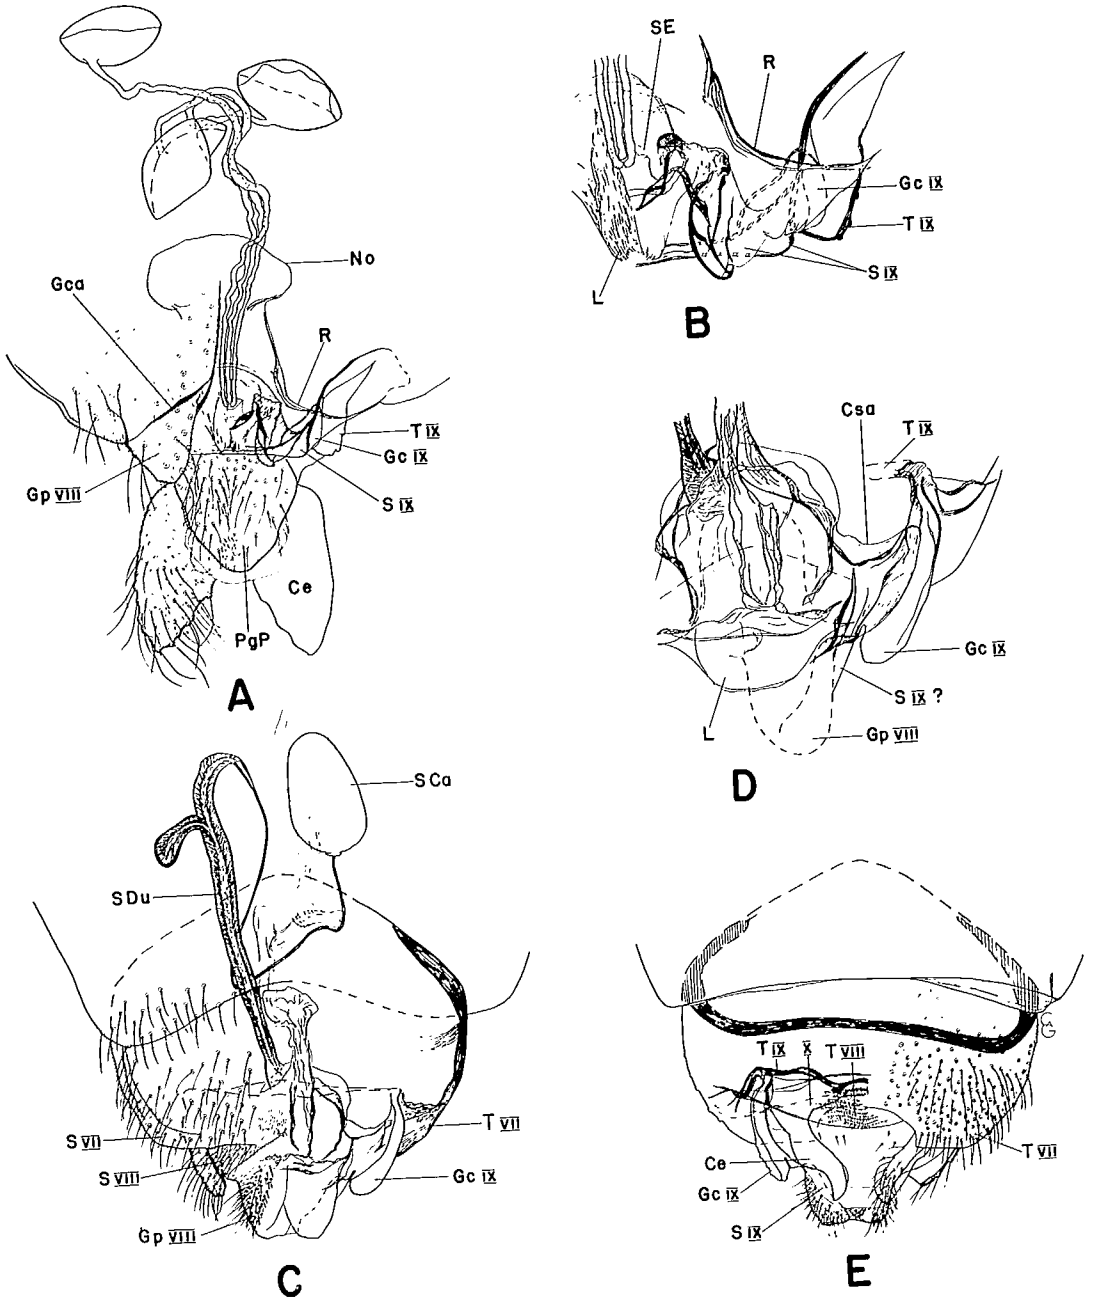 No
Gca
R
T IX
Gc IX
Gp VIII
S IX
Ce
PgP
A
SE
R
Gc IX
T IX
S IX
L
B
SCa
SDu
S VII
T VII
S VIII
Gc IX
Gp VIII
C
Csa
T IX
Gc IX
S IX ?
L
Gp VIII
D
T IX X T VIII
T VII
Ce
Gc IX
S IX
E